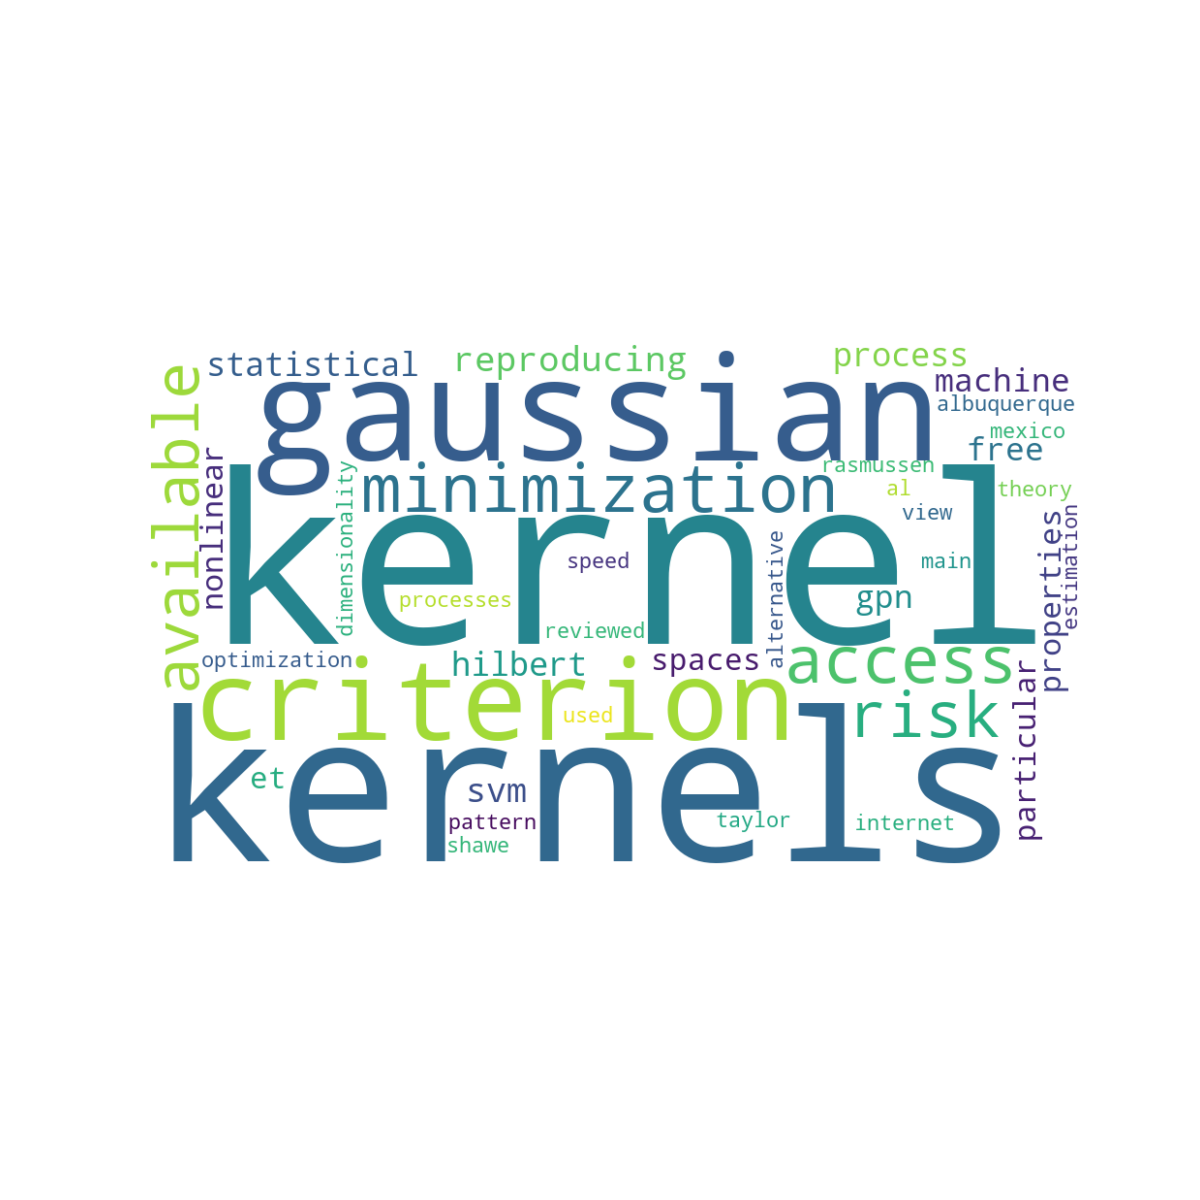 statistical
reproducing
process
gaussian
machine
albuquerque
mexico
free
available
nonlinear
dimensionality
minimization
rasmussen
al
theory
view
kernel
speed
main
alternative
properties
estimation
processes
gpn
reviewed
optimization
hilbert
spaces
access
criterion
used
risk
particular
kernels
et
svm
pattern
taylor
internet
shawe